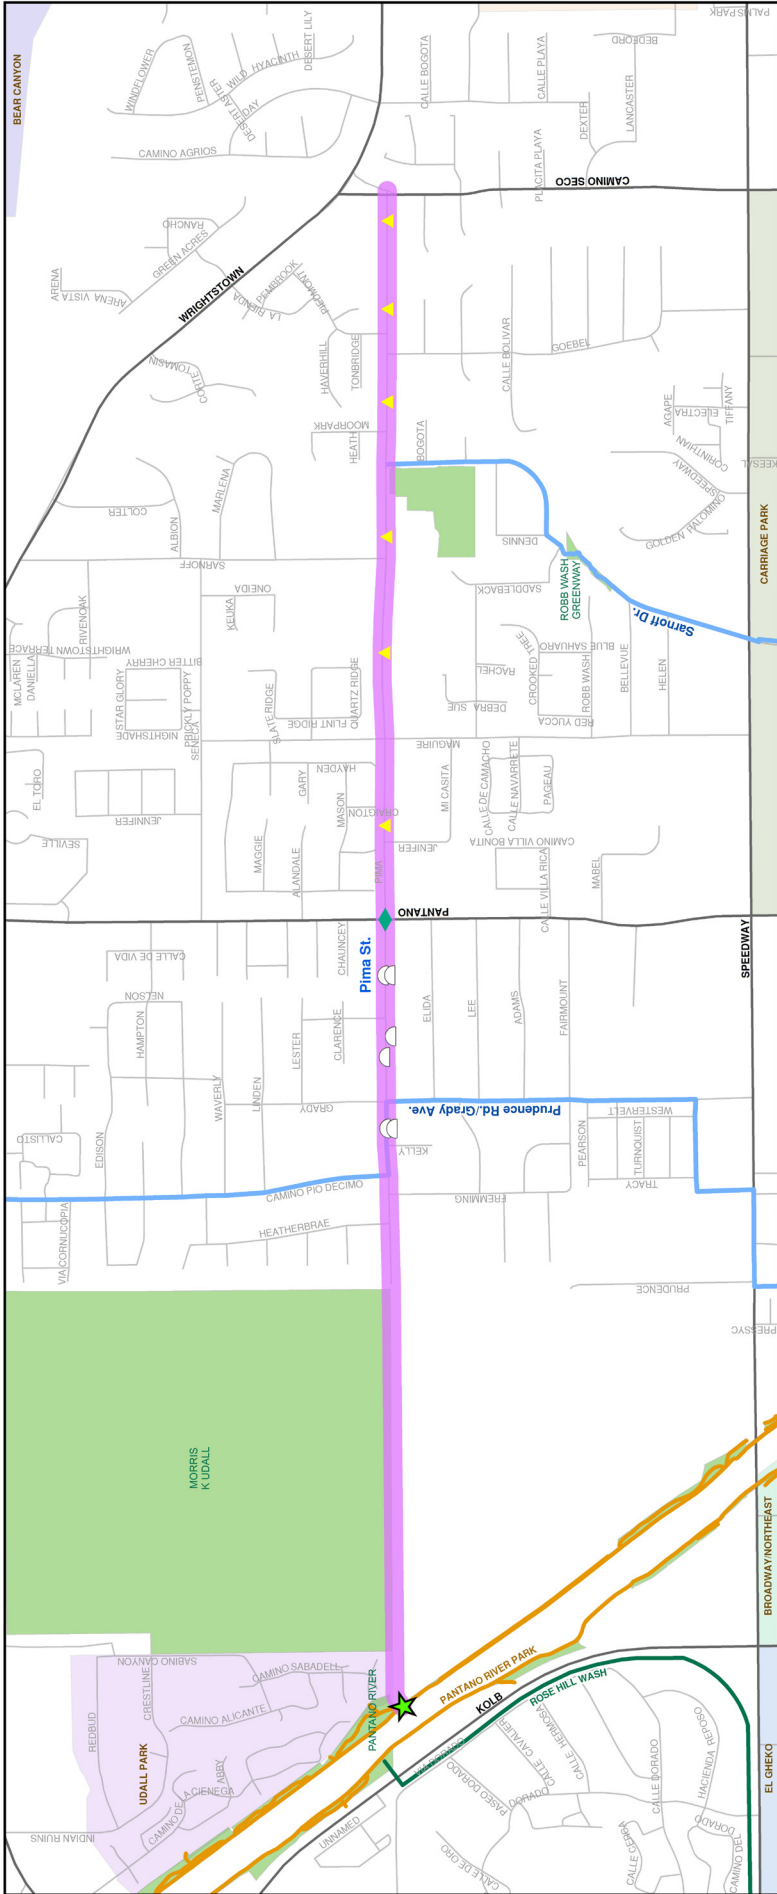 PALMS PARK
BEDFORD
BEAR CANYON
WINDFLOWER
PENSTEMON
DESERT ASTER
WILD HYACINTH
DESERT LILY
DAY
CALLE BOGOTA
CALLE PLAYA
DEXTER
LANCASTER
CAMINO AGRIOS
PLACITA PLAYA
CAMINO SECO
RANCHO
GREEN ACRES
ARENA
ARENA VISTA
WRIGHTSTOWN
LA RIENDA
PEMBROOK
PIEDMONT
HAVERHILL
TONBRIDGE
CALLE BOLIVAR
GOEBEL
CORTE TOMASIN
MOORPARK
HEATH
BOGOTA
AGAPE
ELECTRA
TIFFANY
CORINTHIAN
SPEEDWAY
GOLDEN PALOMINO
COLTER
ALBION
MARLENA
DENNIS
CARRIAGE PARK
SARNOFF
SADDLEBACK
ROBB WASH
GREENWAY
Sarnoff Dr.
RIVENOAK
KEUKA
ONEIDA
WRIGHTSTOWN TERRACE
MCLAREN
DANIELLA
BITTER CHERRY
STAR GLORY
PRICKLY POPPY
NIGHTSHADE
SENECA
SLATE RIDGE
FLINT RIDGE
QUARTZ RIDGE
CROOKED TREE
RACHEL
DEBRA SUE
BLUE SAHUARO
ROBB WASH
RED YUCCA
BELLEVUE
HELEN
MAGUIRE
EL TORO
JENNIFER
SEVILLE
HAYDEN
GARY
MASON
CRAIGTON
MAGGIE
ALANDALE
PIMA
MI CASITA
JENIFER
CALLE DE CAMACHO
CALLE NAVARRETE
PAGEAU
CAMINO VILLA BONITA
CALLE VILLA RICA
MABEL
PANTANO
SPEEDWAY
Pima St.
CALLE DE VIDA
CHAUNCEY
NELSON
HAMPTON
CLARENCE
LESTER
WAVERLY
LINDEN
GRADY
ELIDA
LEE
ADAMS
FAIRMOUNT
Prudence Rd./Grady Ave.
WESTERVELT
PEARSON
TURNQUIST
TRACY
CALLISTO
EDISON
KELLY
CAMINO PIO DECIMO
FREMMING
VIA CORNUCOPIA
HEATHERBRAE
PRUDENCE
MORRIS
K UDALL
BROADWAY/NORTHEAST
SABINO CANYON
CRESTLINE
CAMINO SABADELL
CAMINO ALICANTE
REDBUD
UDALL PARK
ABBY
CAMINO DE
A CIENEGA
INDIAN RUINS
PANTANO RIVER
PANTANO RIVER PARK
KOLB
ROSE HILL WASH
UNNAMED
VIA DORADO
PASEO DORADO
CALLE CAVALIER
CALLE HERMOSA
DORADO
CALLE DE ORO
CALLE DORADO
HACIENDA REPOSO
DORADO
CAMINO DEL
EL GHEKO